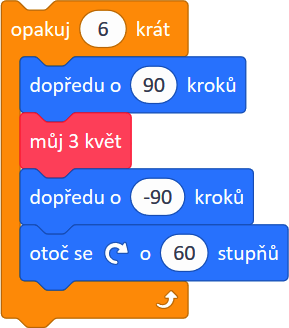 opakuj 6 krát
dopředu o 90 kroků
můj 3 květ
dopředu o -90 kroků
otoč se o 60 stupňů